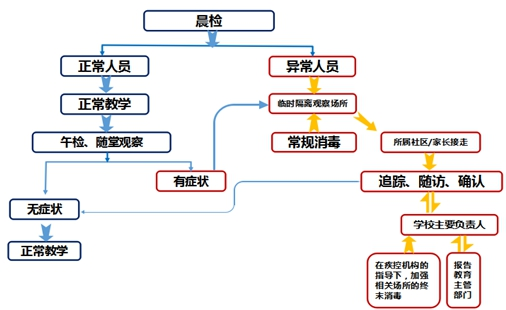 晨检
正常人员
异常人员
正常教学
临时隔离观察场所
午检、随堂观察
常规消毒
所属社区/家长接走
有症状
追踪、随访、确认
无症状
学校主要负责人
正常教学
在疾控机构的
指导下，加强
相关场所的终
末消毒
报告
教育
主管
部门